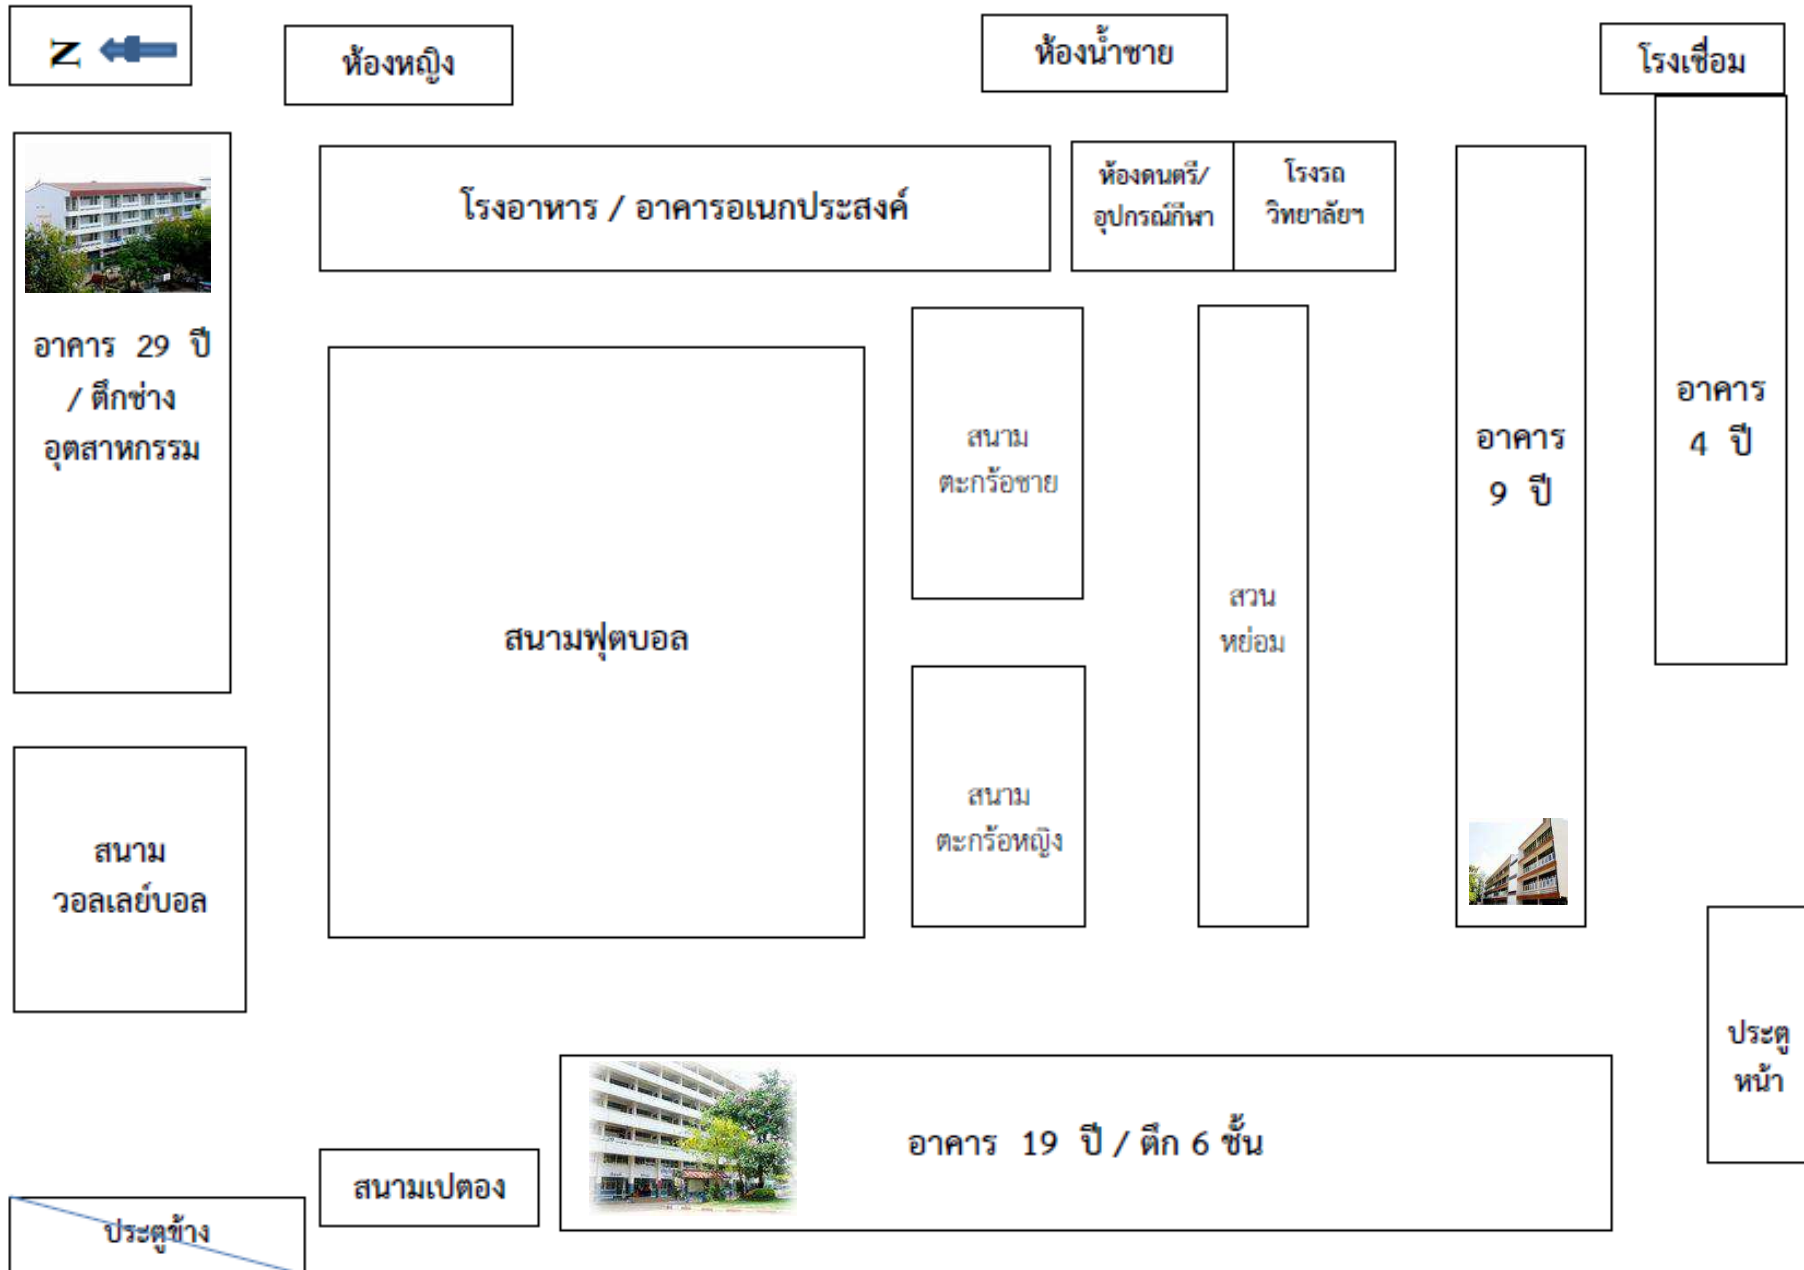 N
ห้องหญิง
ห้องน้ำชาย
โรงเชื่อม
อาคาร 29 ปี
/ ตึกช่าง
อุตสาหกรรม
โรงอาหาร / อาคารอเนกประสงค์
ห้องดนตรี/
อุปกรณ์กีฬา
โรงรถ
วิทยาลัยฯ
อาคาร
9 ปี
อาคาร
4 ปี
สนามฟุตบอล
สนาม
ตะกร้อชาย
สวน
หย่อม
สนาม
ตะกร้อหญิง
สนาม
วอลเลย์บอล
ประตู
หน้า
อาคาร 19 ปี / ตึก 6 ชั้น
สนามเปตอง
ประตูข้าง